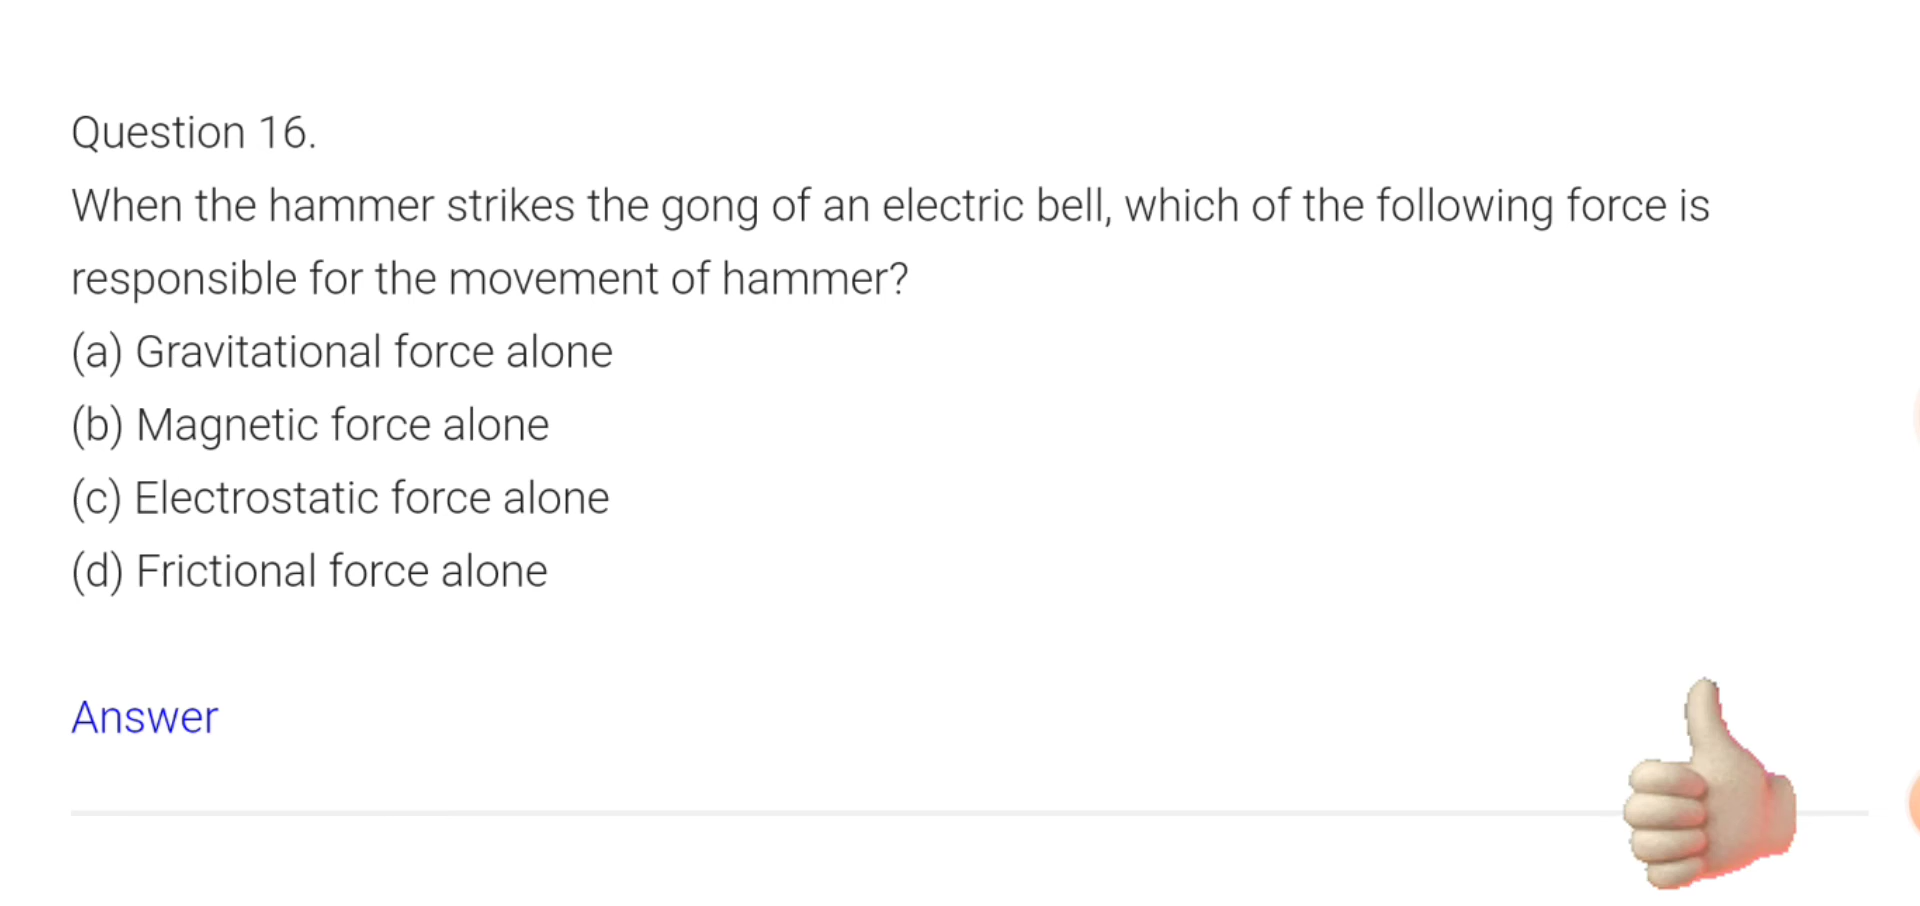 Question 16.
When the hammer strikes the gong of an electric bell, which of the following force is
responsible for the movement of hammer?
(a) Gravitational force alone
(b) Magnetic force alone
(c) Electrostatic force alone
(d) Frictional force alone
Answer